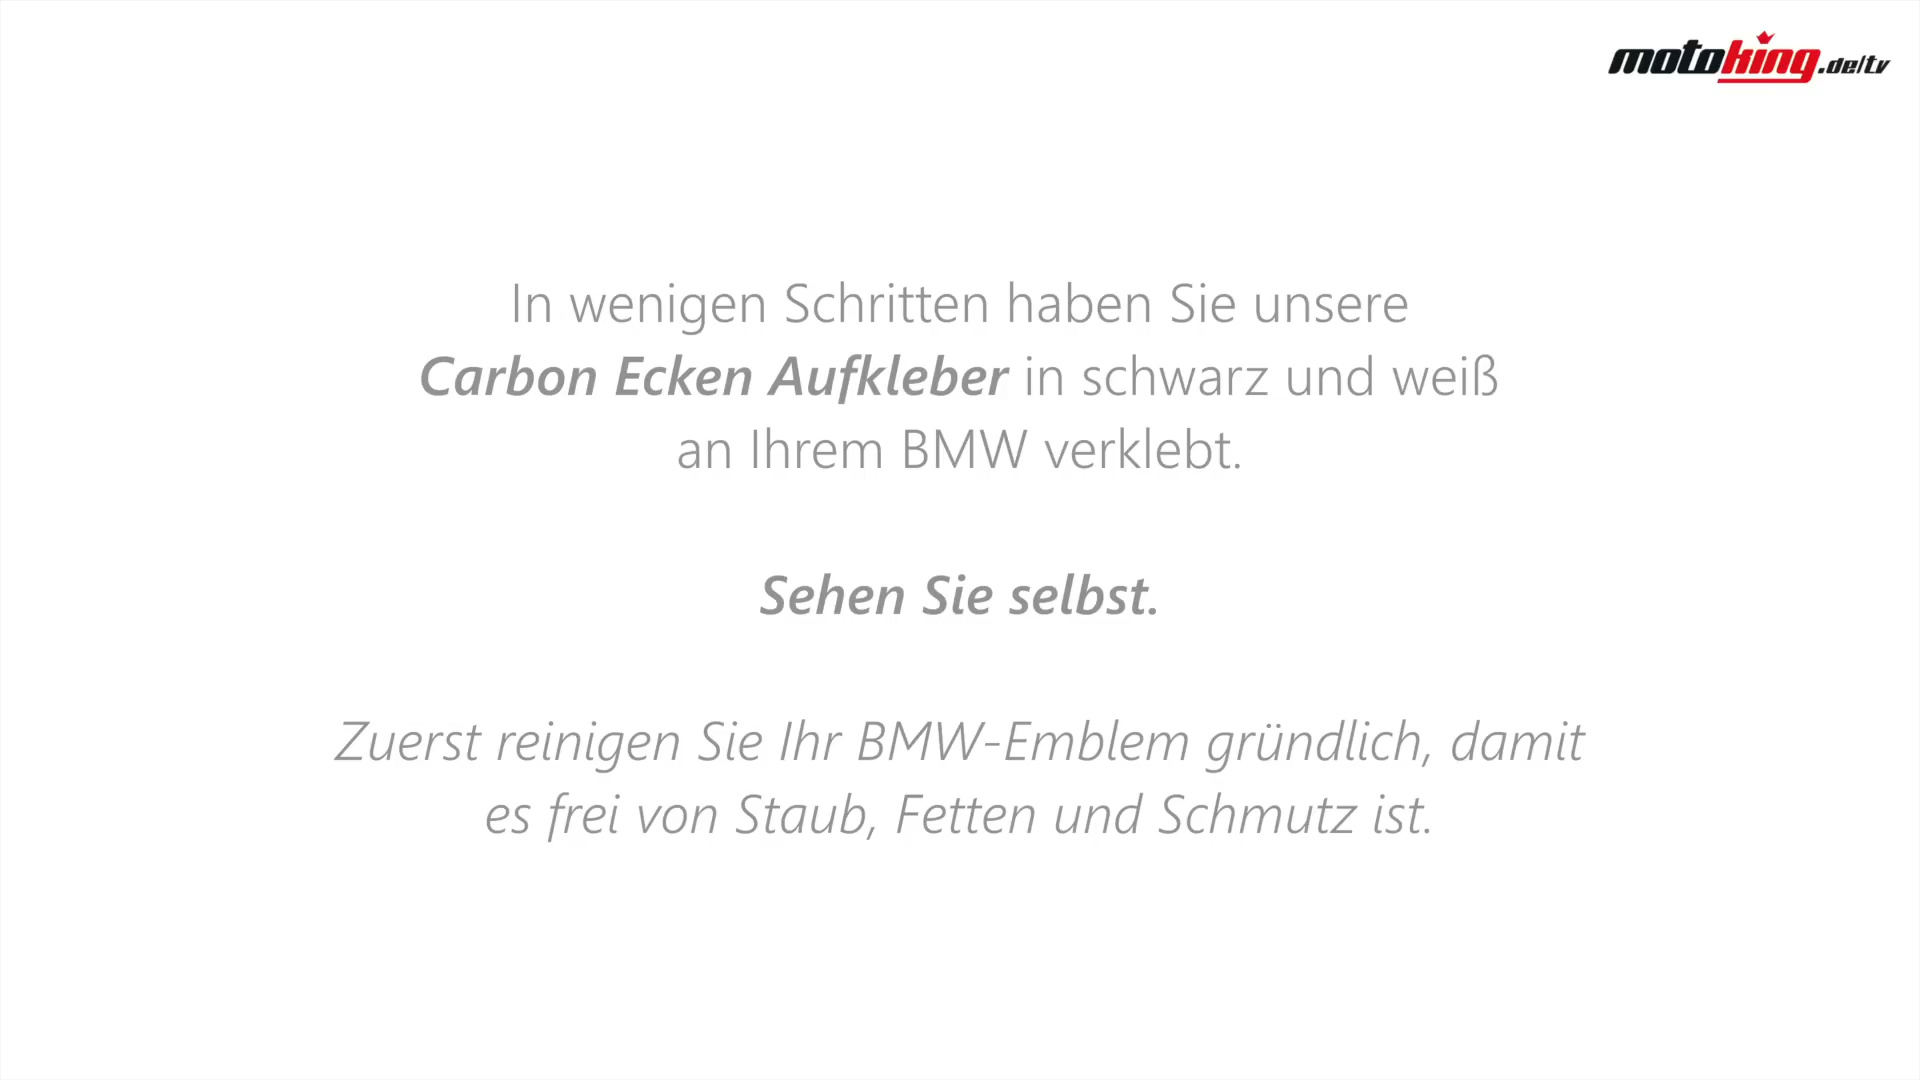 motoking.de/tv
In wenigen Schritten haben Sie unsere
Carbon Ecken Aufkleber in schwarz und weiß
an Ihrem BMW verklebt.
Sehen Sie selbst.
Zuerst reinigen Sie Ihr BMW-Emblem gründlich, damit
es frei von Staub, Fetten und Schmutz ist.